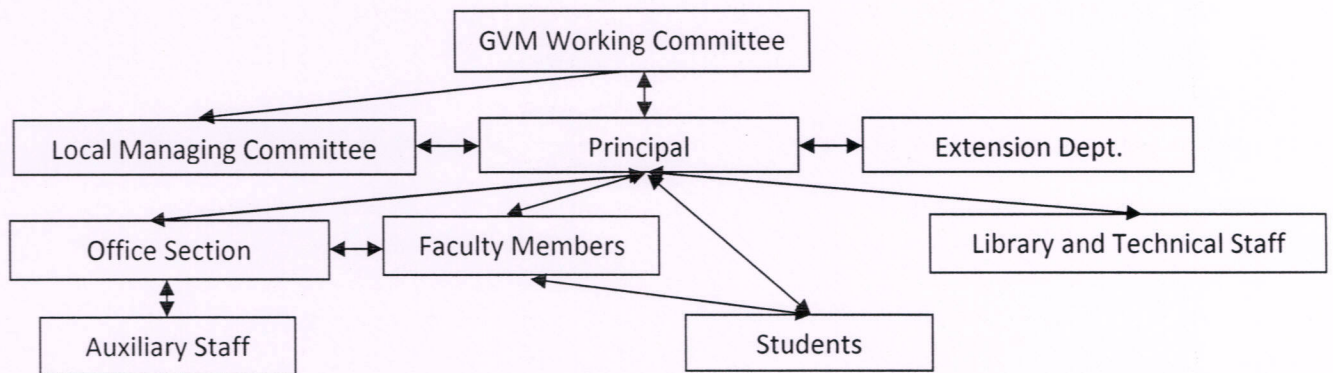 GVM Working Committee
Local Managing Committee
Principal
Extension Dept.
Office Section
Faculty Members
Library and Technical Staff
Auxiliary Staff
Students